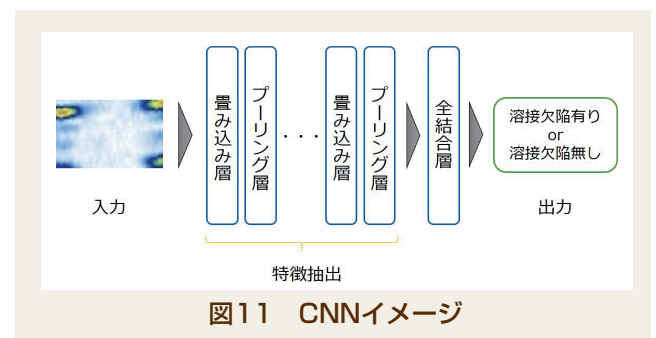 畳み込み層
プーリング層
・・・
畳み込み層
プーリング層
全結合層
溶接欠陥有り
or
溶接欠陥無し
入力
出力
特徴抽出
図11 CNNイメージ